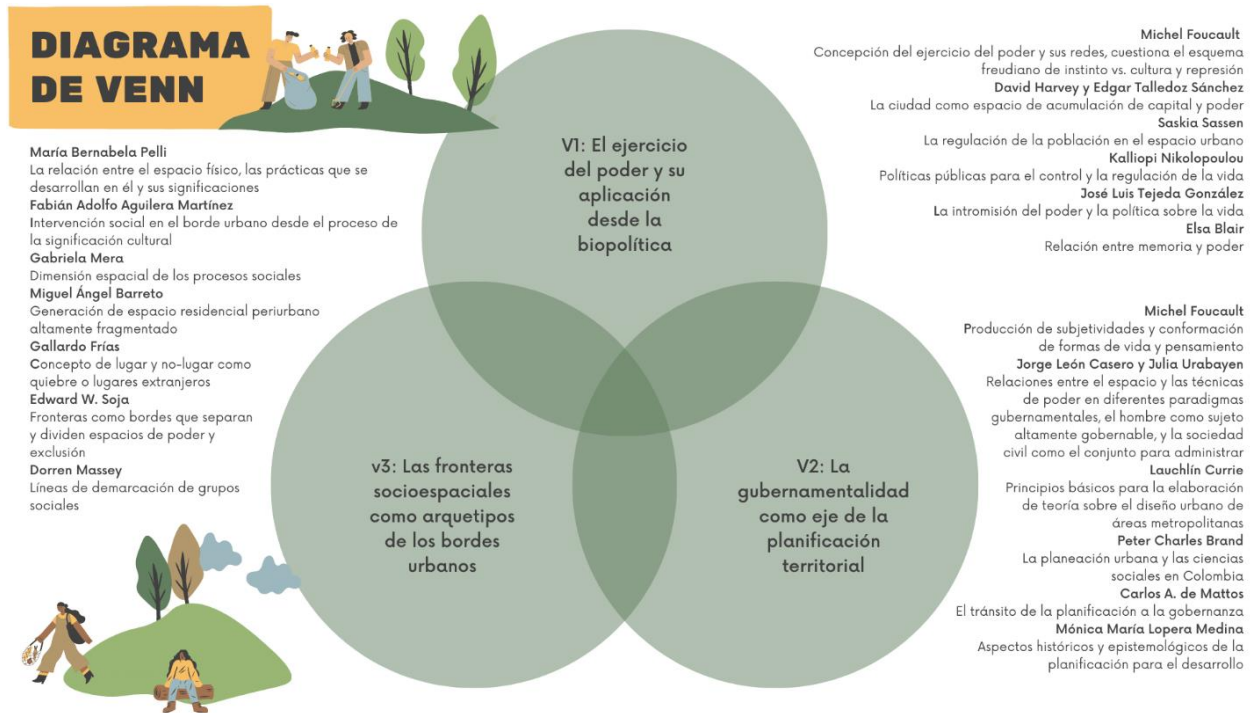 DIAGRAMA
DE VENN
María Bernabela Pelli
La relación entre el espacio físico, las prácticas que se
desarrollan en él y sus significaciones
Fabián Adolfo Aguilera Martínez
Intervención social en el borde urbano desde el proceso de
la significación cultural
Gabriela Mera
Dimensión espacial de los procesos sociales
Miguel Ángel Barreto
Generación de espacio residencial periurbano
altamente fragmentado
Gallardo Frías
Concepto de lugar y no-lugar como
quiebre o lugares extranjeros
Edward W. Soja
Fronteras como bordes que separan
y dividen espacios de poder y
exclusión
Dorren Massey
Líneas de demarcación de grupos
sociales
V1: El ejercicio
del poder y su
aplicación
desde la
biopolítica
v3: Las fronteras
socioespaciales
como arquetipos
de los bordes
urbanos
V2: La
gubernamentalidad
como eje de la
planificación
territorial
Michel Foucault
Concepción del ejercicio del poder y sus redes, cuestiona el esquema
freudiano de instinto vs. cultura y represión
David Harvey y Edgar Talledoz Sánchez
La ciudad como espacio de acumulación de capital y poder
Saskia Sassen
La regulación de la población en el espacio urbano
Kalliopi Nikolopoulou
Políticas públicas para el control y la regulación de la vida
José Luis Tejeda González
La intromisión del poder y la política sobre la vida
Elsa Blair
Relación entre memoria y poder
Michel Foucault
Producción de subjetividades y conformación
de formas de vida y pensamiento
Jorge León Casero y Julia Urabayen
Relaciones entre el espacio y las técnicas
de poder en diferentes paradigmas
gubernamentales, el hombre como sujeto
altamente gobernable, y la sociedad
civil como el conjunto para administrar
Lauchlín Currie
Principios básicos para la elaboración
de teoría sobre el diseño urbano de
áreas metropolitanas
Peter Charles Brand
La planeación urbana y las ciencias
sociales en Colombia
Carlos A. de Mattos
El tránsito de la planificación a la gobernanza
Mónica María Lopera Medina
Aspectos históricos y epistemológicos de la
planificación para el desarrollo